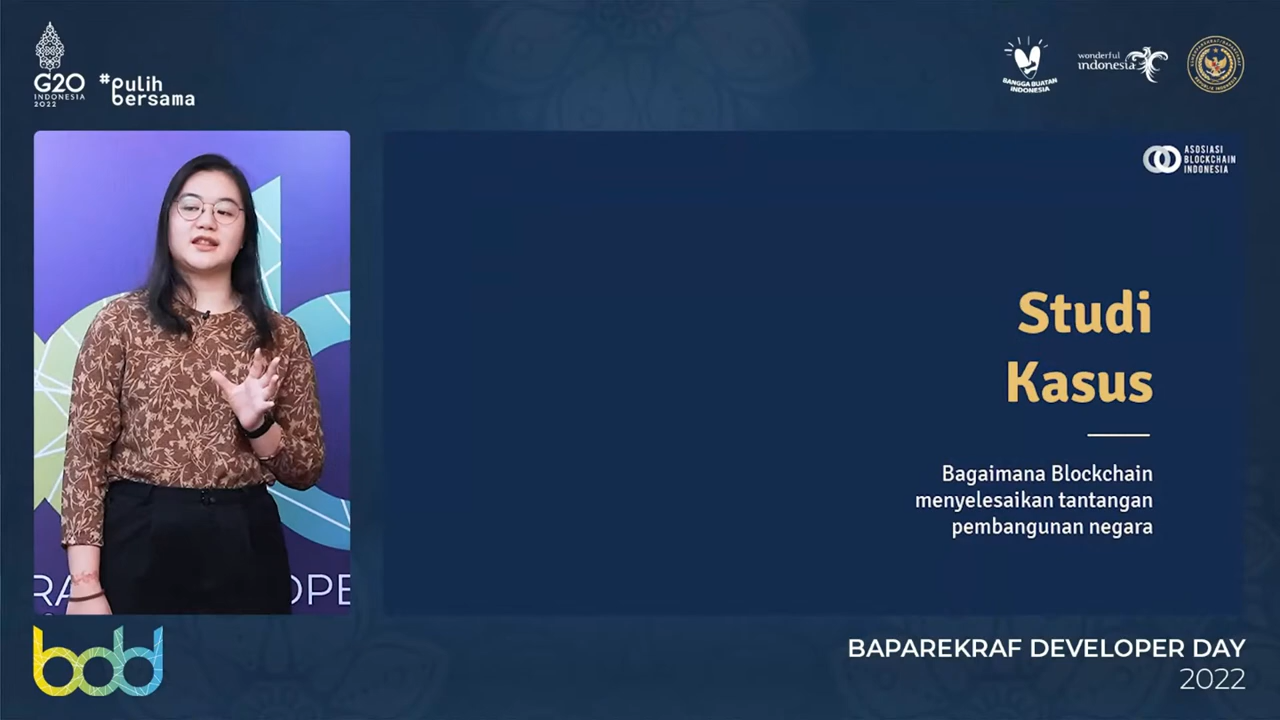 G20
INDONESIA
2022
#pulih
bersama
BANGGA BUATAN
INDONESIA
wonderful
indonesia
ASOSIASI
BLOCKCHAIN
INDONESIA
Studi
Kasus
Bagaimana Blockchain
menyelesaikan tantangan
pembangunan negara
RA
OPE
bdd
BAPAREKRAF DEVELOPER DAY
2022